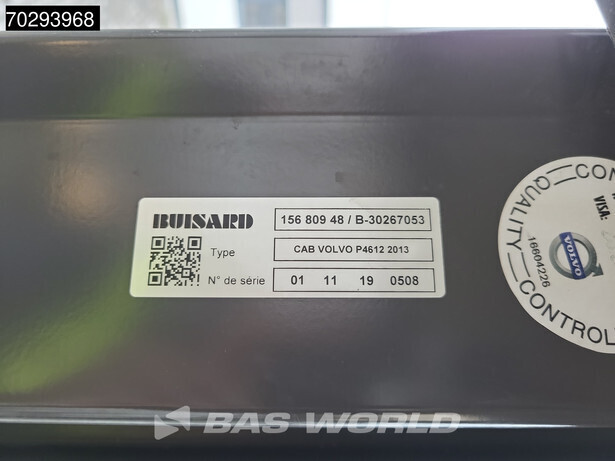 70293968
BUISARD
156 809 48 / B-30267053
Type
CAB VOLVO P4612 2013
N° de série
01 11 19 0508
QUALITY CONTROL
VISA:
VOLVO
16604226
BAS WORLD